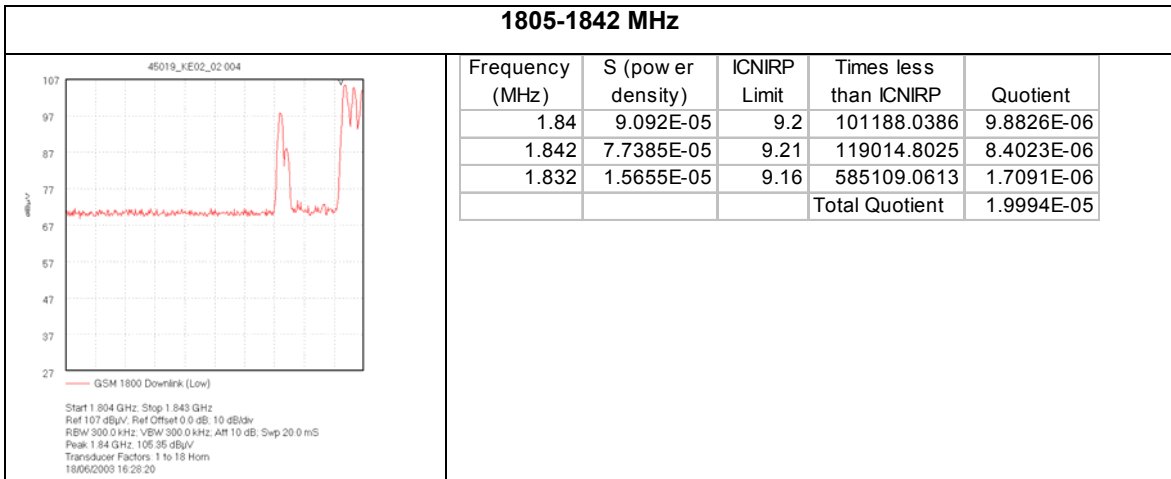 1805-1842 MHz
45019_KE02_02 004
107
97
87
77
67
57
47
37
27
dBµV
GSM 1800 Downlink (Low)
Start 1.804 GHz; Stop 1.843 GHz
Ref 107 dBµV; Ref Offset 0.0 dB; 10 dB/div
RBW 300.0 kHz; VBW 300.0 kHz; Att 10 dB; Swp 20.0 mS
Peak 1.84 GHz, 105.35 dBµV
Transducer Factors: 1 to 18 Horn
18/06/2003 16:28:20
Frequency (MHz) S (pow er density) ICNIRP Limit Times less than ICNIRP Quotient
1.84 9.092E-05 9.2 101188.0386 9.8826E-06
1.842 7.7385E-05 9.21 119014.8025 8.4023E-06
1.832 1.5655E-05 9.16 585109.0613 1.7091E-06
Total Quotient 1.9994E-05